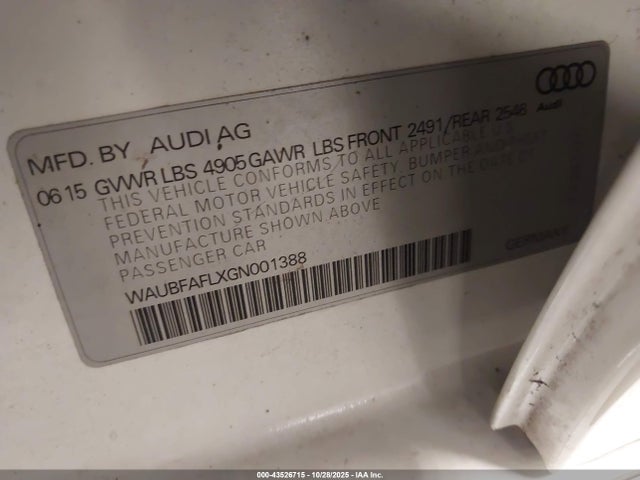 MFD. BY AUDI AG
Audi
06 15 GVWR LBS 4905 GAWR LBS FRONT 2491/REAR 2546
THIS VEHICLE CONFORMS TO ALL APPLICABLE U.S.
FEDERAL MOTOR VEHICLE SAFETY, BUMPER AND THEFT
PREVENTION STANDARDS IN EFFECT ON THE DATE OF
MANUFACTURE SHOWN ABOVE
PASSENGER CAR
WAUBFAFLXGN001388
GERMANY
000-43526715 - 10/28/2025 - IAA Inc.